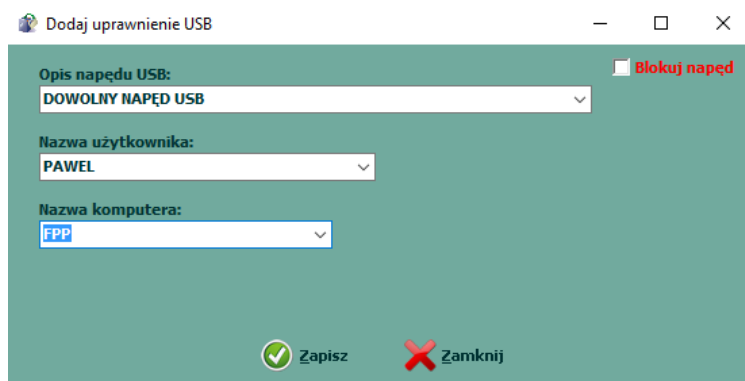 Dodaj uprawnienie USB
Opis napędu USB:
Blokuj napęd
DOWOLNY NAPĘD USB
Nazwa użytkownika:
PAWEL
Nazwa komputera:
FPP
Zapisz
Zamknij